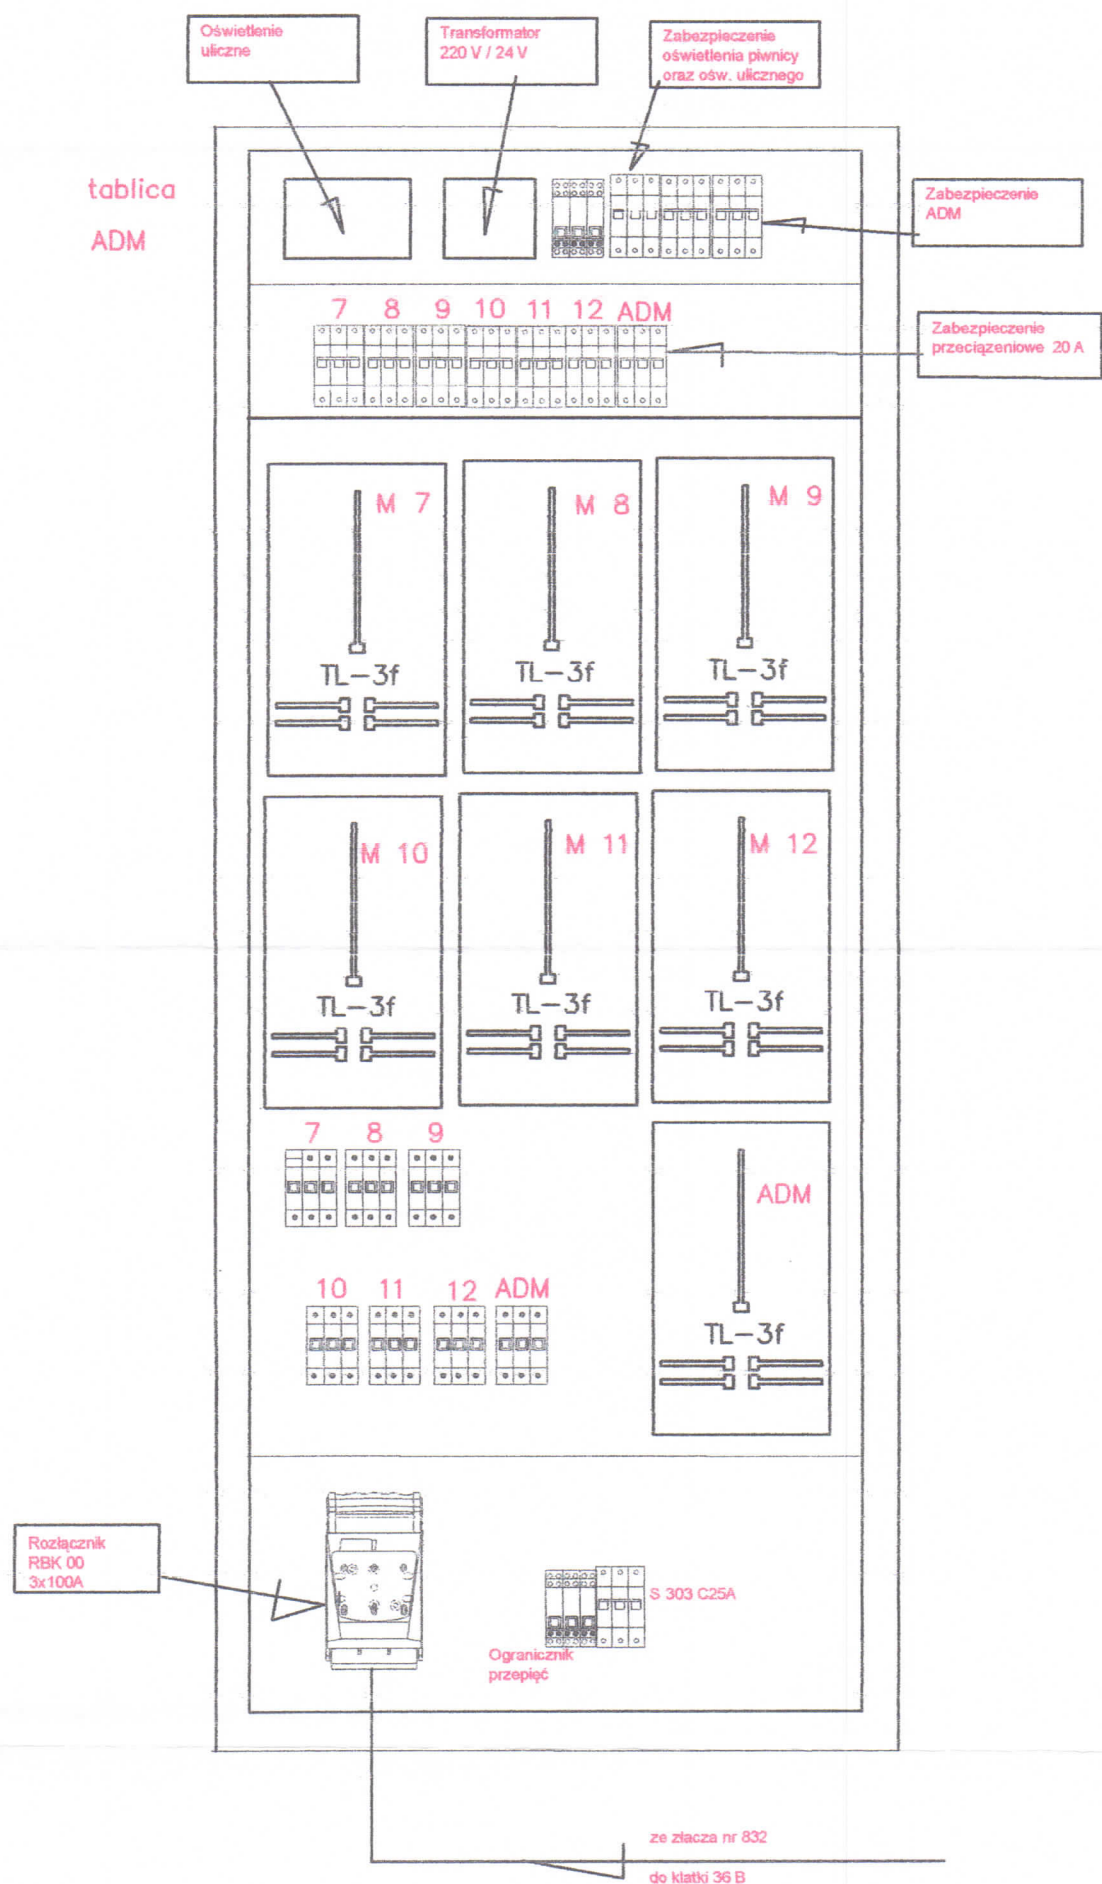 Oświetlenie
uliczne
Transformator
220 V / 24 V
Zabezpieczenie
oświetlenia piwnicy
oraz ośw. ulicznego
tablica
ADM
Zabezpieczenie
ADM
7 8 9 10 11 12 ADM
Zabezpieczenie
przeciązeniowe 20 A
M 7
M 8
M 9
TL-3f
TL-3f
TL-3f
M 10
M 11
M 12
TL-3f
TL-3f
TL-3f
7 8 9
ADM
10 11 12 ADM
TL-3f
Rozłącznik
RBK 00
3x100A
S 303 C25A
Ogranicznik
przepięć
ze złacza nr 832
do klatki 36 B